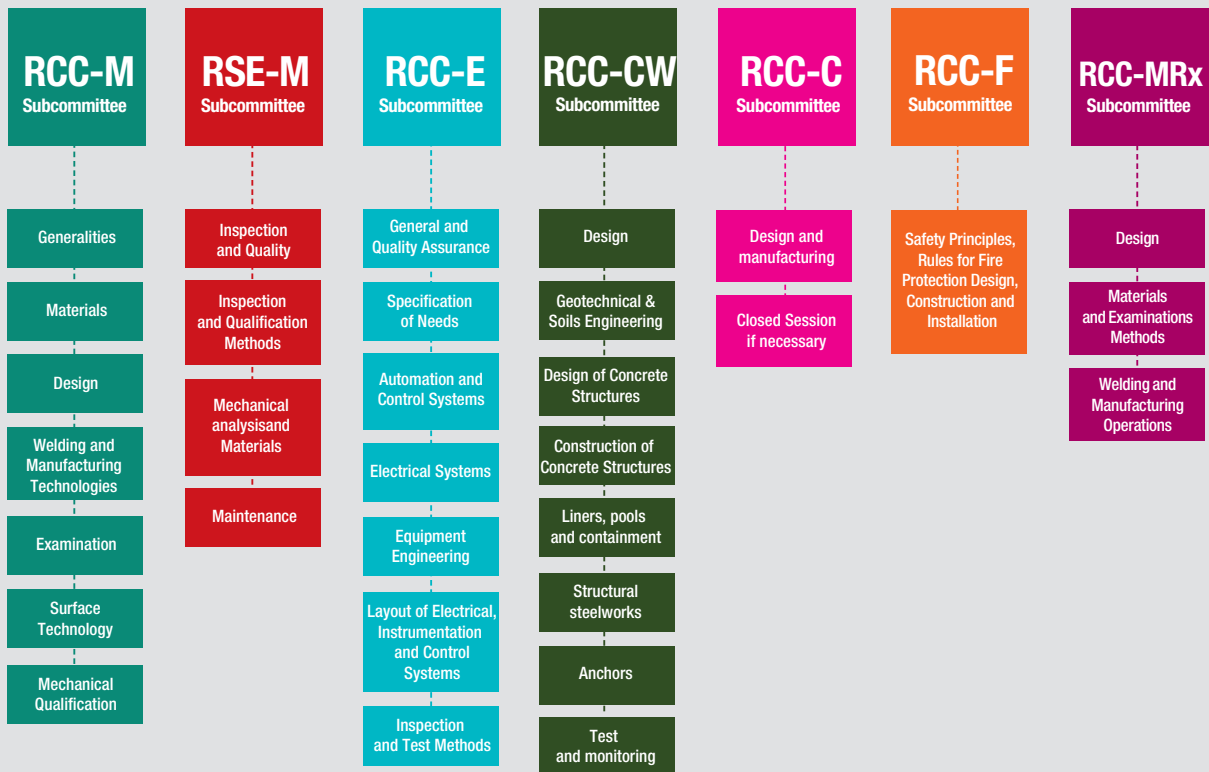 RCC-M
Subcommittee
Generalities
Materials
Design
Welding and
Manufacturing
Technologies
Examination
Surface
Technology
Mechanical
Qualification
RSE-M
Subcommittee
Inspection
and Quality
Inspection
and Qualification
Methods
Mechanical
analysisand
Materials
Maintenance
RCC-E
Subcommittee
General and
Quality Assurance
Specification
of Needs
Automation and
Control Systems
Electrical Systems
Equipment
Engineering
Layout of Electrical,
Instrumentation
and Control
Systems
Inspection
and Test Methods
RCC-CW
Subcommittee
Design
Geotechnical &
Soils Engineering
Design of Concrete
Structures
Construction of
Concrete Structures
Liners, pools
and containment
Structural
steelworks
Anchors
Test
and monitoring
RCC-C
Subcommittee
Design and
manufacturing
Closed Session
if necessary
RCC-F
Subcommittee
Safety Principles,
Rules for Fire
Protection Design,
Construction and
Installation
RCC-MRx
Subcommittee
Design
Materials
and Examinations
Methods
Welding and
Manufacturing
Operations